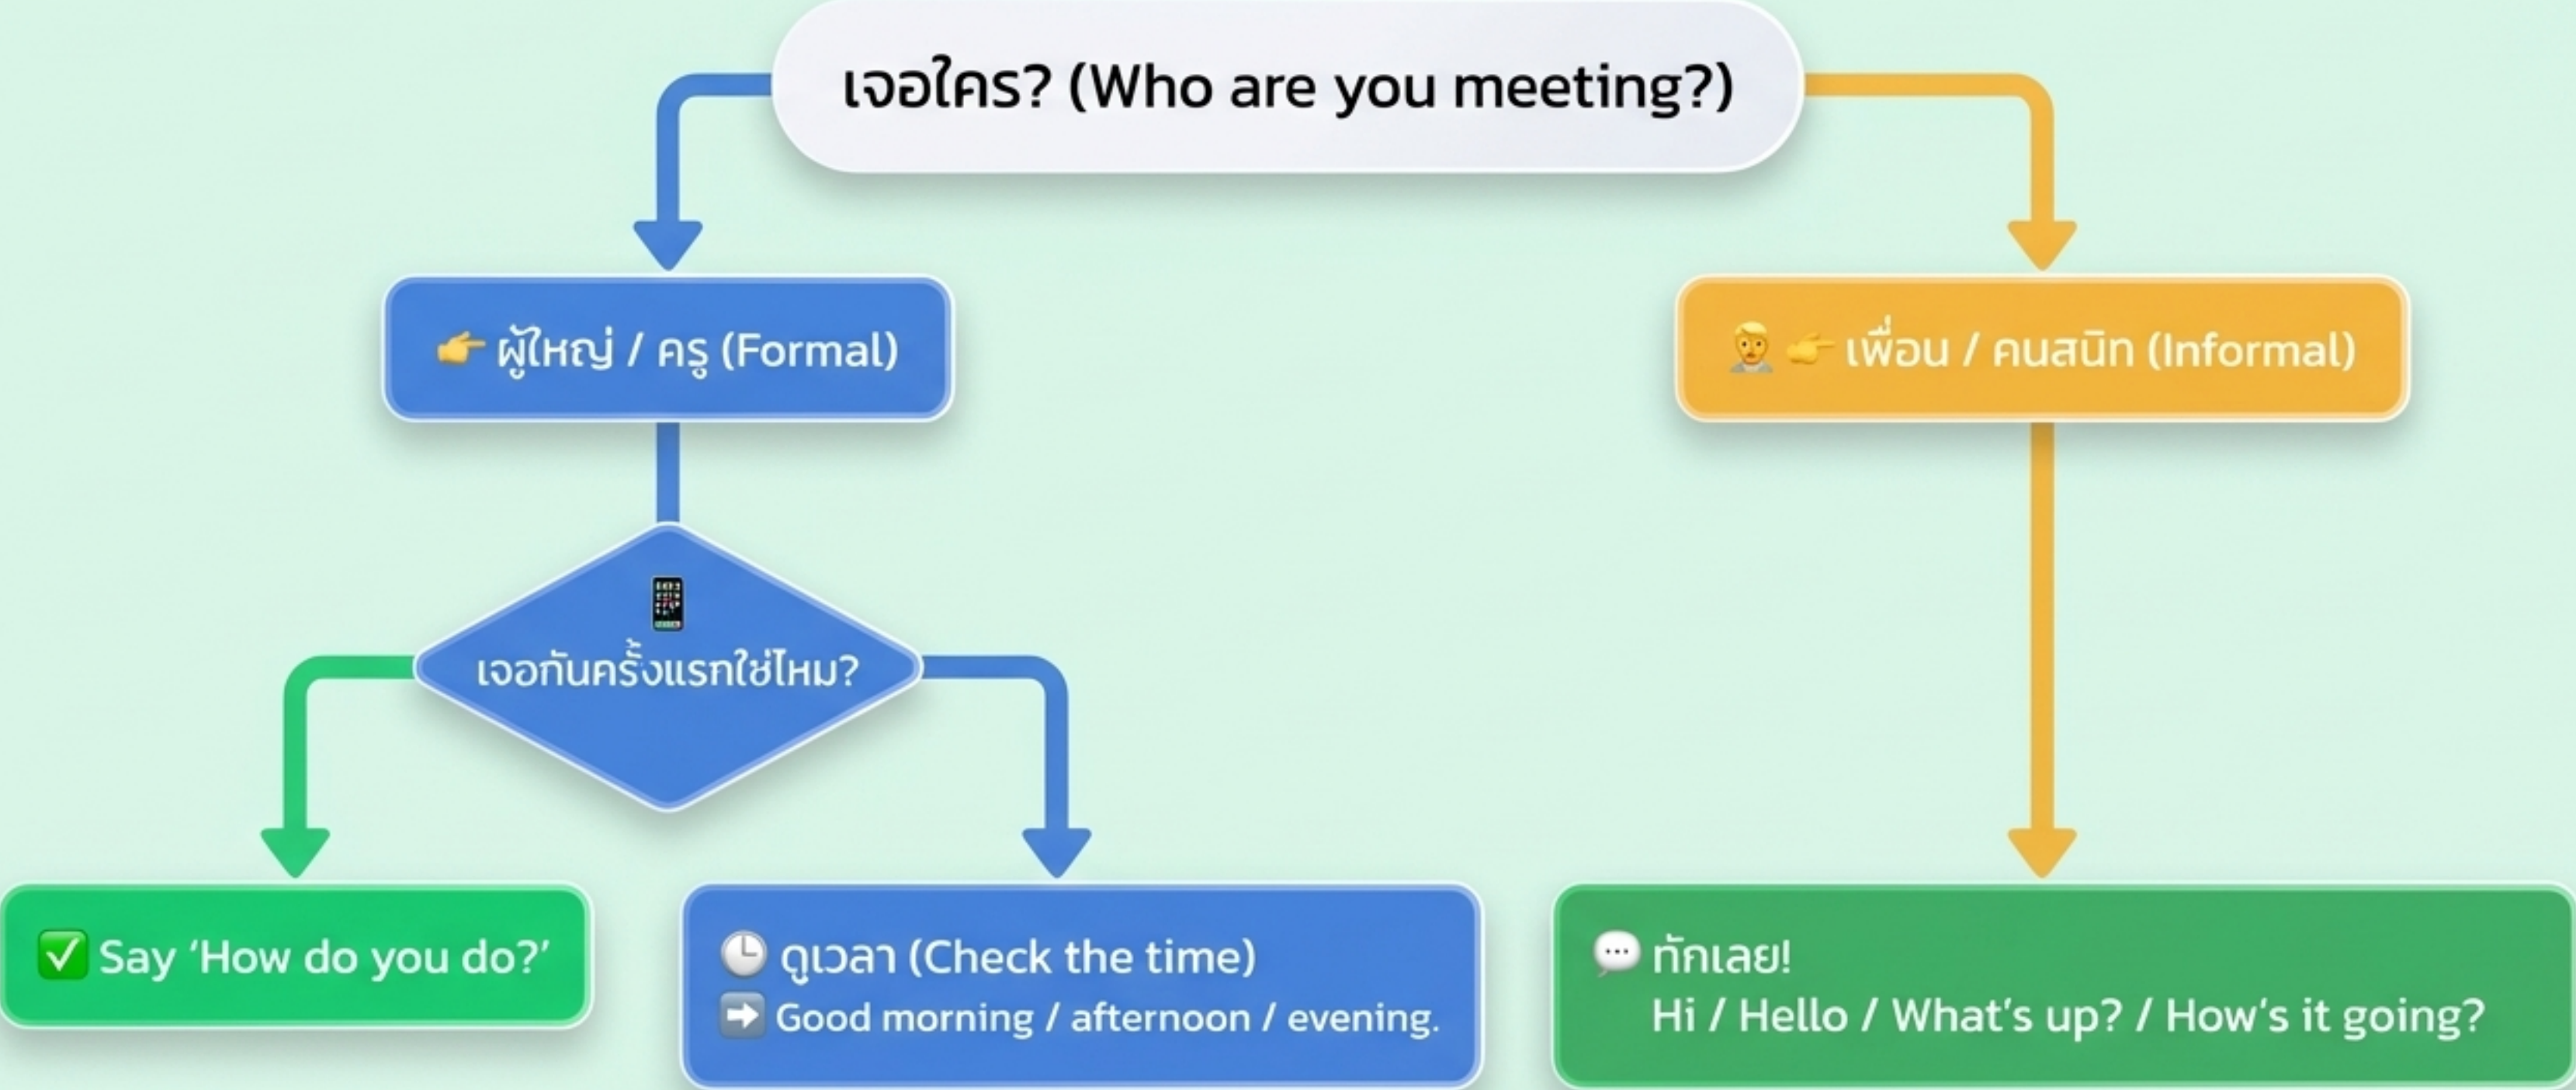 เจอใคร? (Who are you meeting?)
ผู้ใหญ่ / ครู (Formal)
เพื่อน / คนสนิท (Informal)
เจอกันครั้งแรกใช่ไหม?
Say ‘How do you do?’
ดูเวลา (Check the time)
Good morning / afternoon / evening.
ทักเลย!
Hi / Hello / What’s up? / How’s it going?